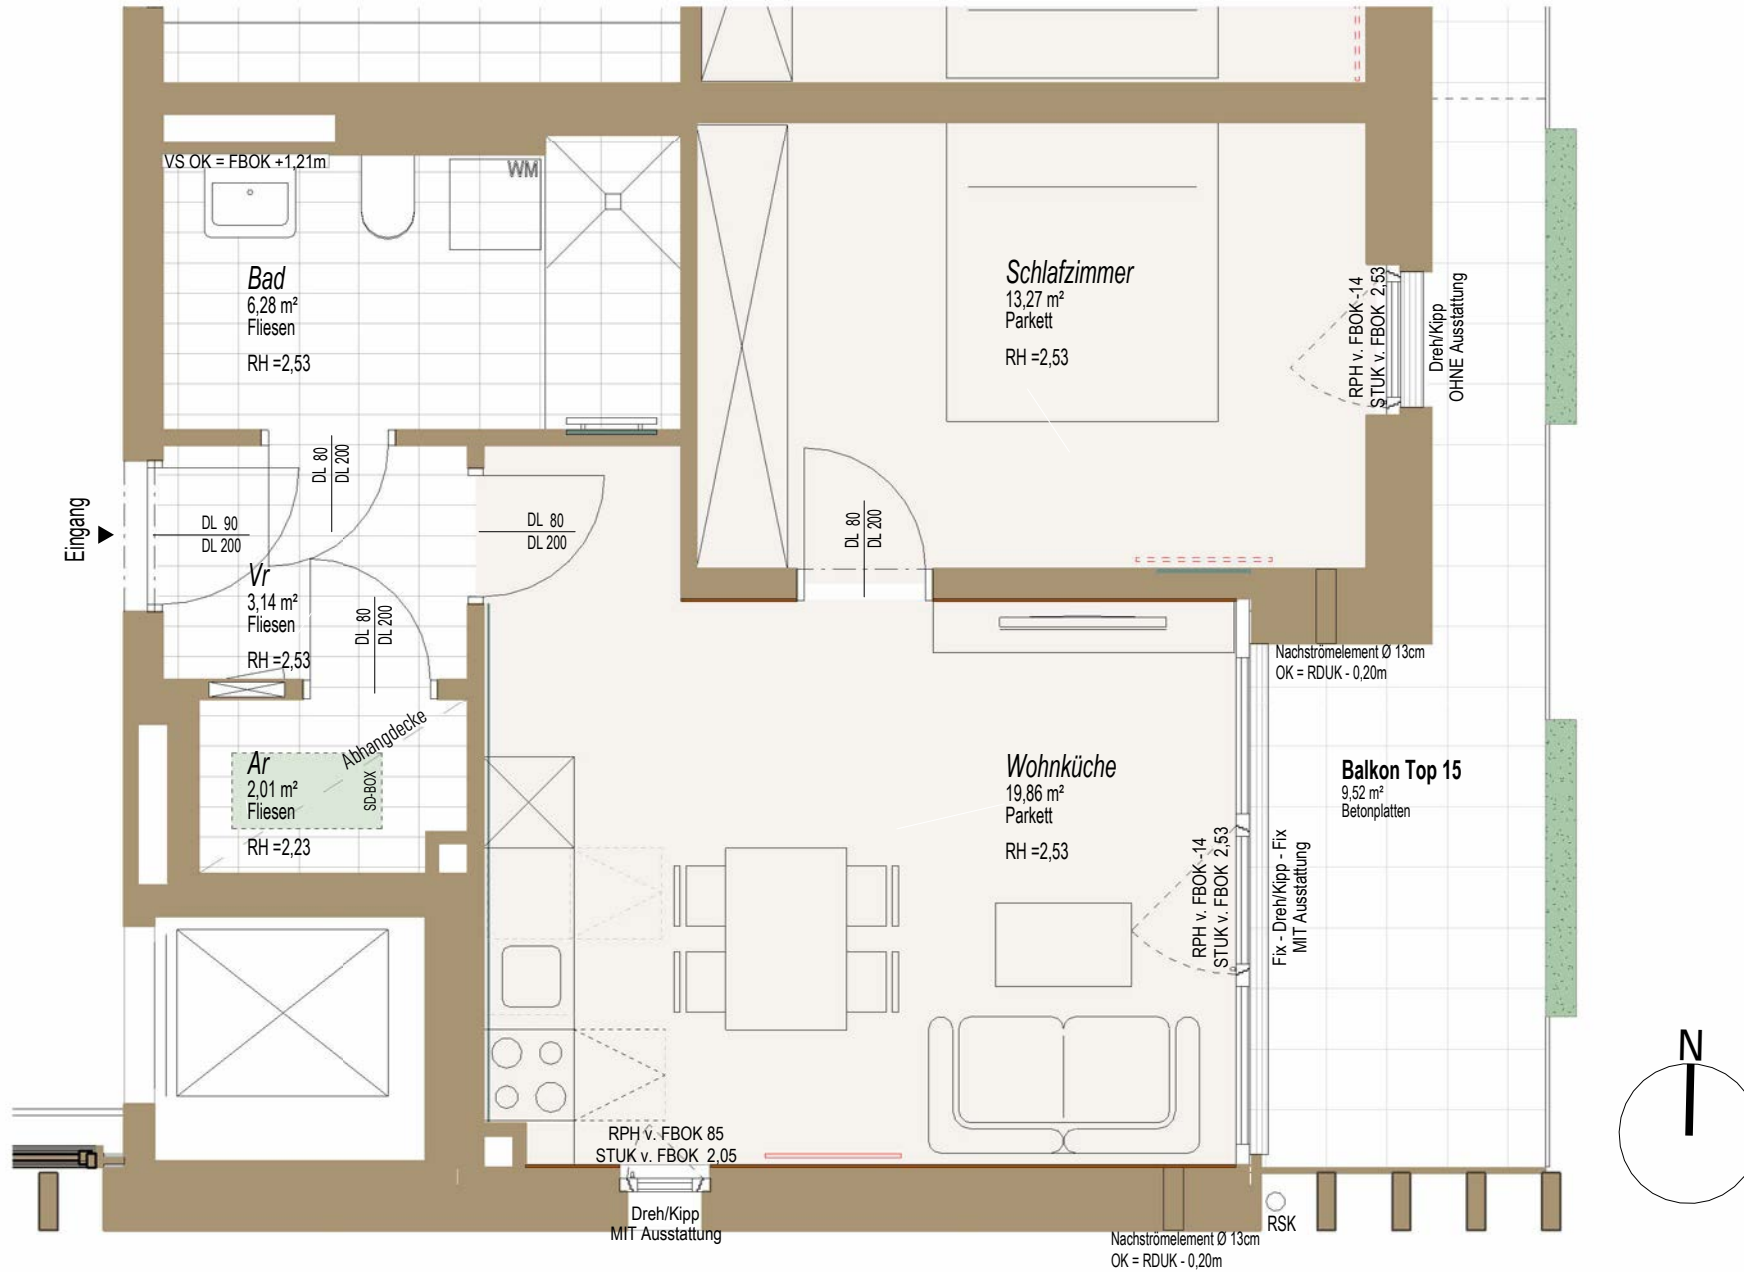 VS OK = FBOK +1,21m
WM
Bad
6,28 m²
Fliesen
RH =2,53
Schlafzimmer
13,27 m²
Parkett
RH =2,53
RPH v. FBOK -14
STUK v. FBOK 2,53
Dreh/Kipp
OHNE Ausstattung
Eingang
DL 90
DL 200
DL 80
DL 200
DL 80
DL 200
DL 80
DL 200
Vr
3,14 m²
Fliesen
RH =2,53
DL 80
DL 200
Nachströmelement Ø 13cm
OK = RDUK - 0,20m
Abhangdecke
Ar
2,01 m²
Fliesen
RH =2,23
SD-BOX
Wohnküche
19,86 m²
Parkett
RH =2,53
RPH v. FBOK -14
STUK v. FBOK 2,53
Fix - Dreh/Kipp - Fix
MIT Ausstattung
Balkon Top 15
9,52 m²
Betonplatten
N
RPH v. FBOK 85
STUK v. FBOK 2,05
Dreh/Kipp
MIT Ausstattung
RSK
Nachströmelement Ø 13cm
OK = RDUK - 0,20m